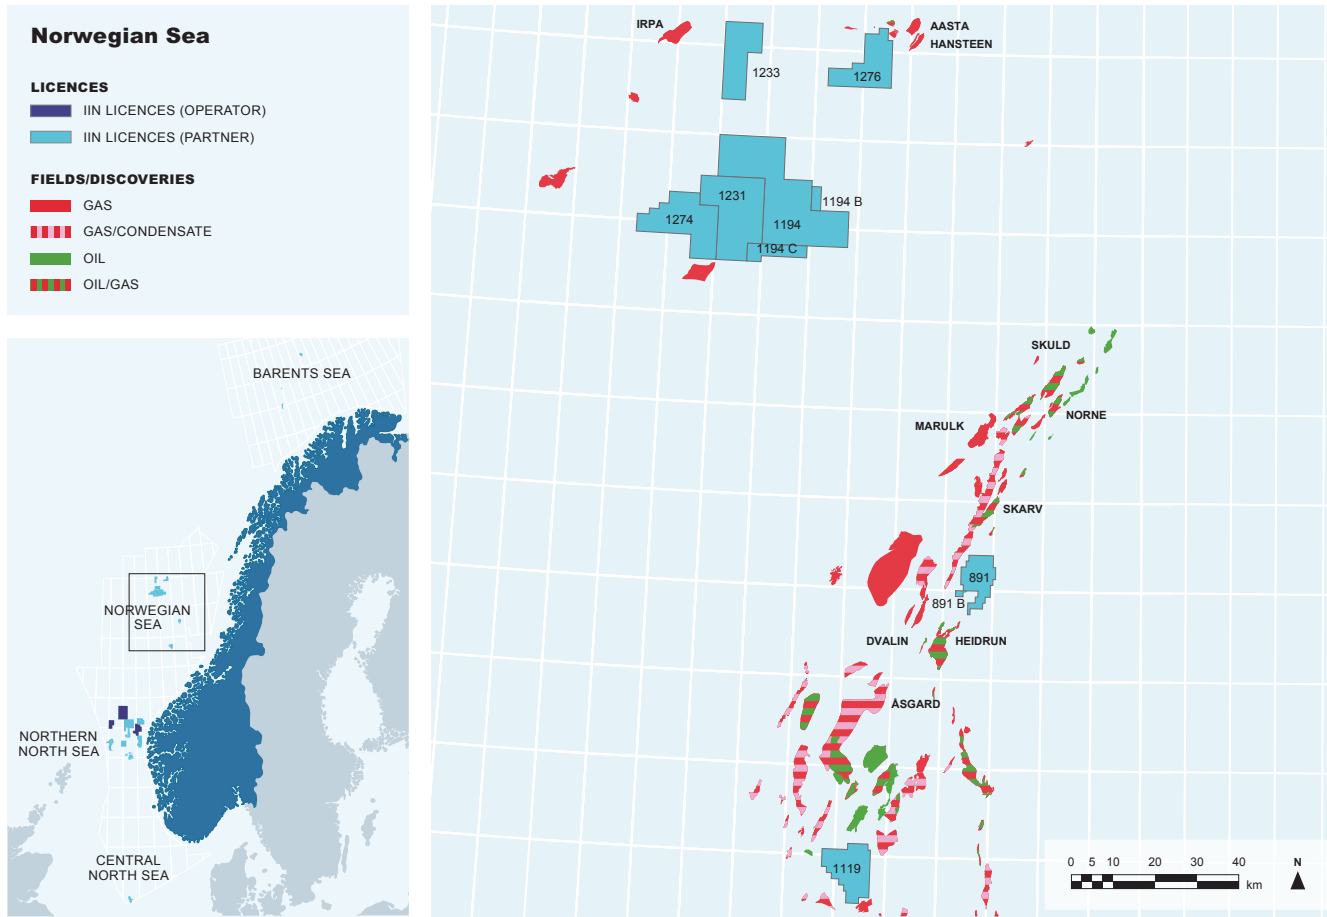 Norwegian Sea
LICENCES
IIN LICENCES (OPERATOR)
IIN LICENCES (PARTNER)
FIELDS/DISCOVERIES
GAS
GAS/CONDENSATE
OIL
OIL/GAS
BARENTS SEA
NORWEGIAN
SEA
NORTHERN
NORTH SEA
CENTRAL
NORTH SEA
IRPA
AASTA
HANSTEEN
1233
1276
1231
1194 B
1274
1194
1194 C
SKULD
NORNE
MARULK
SKARV
891
891 B
DVALIN
HEIDRUN
ÅSGARD
1119
0 5 10 20 30 40
km
N